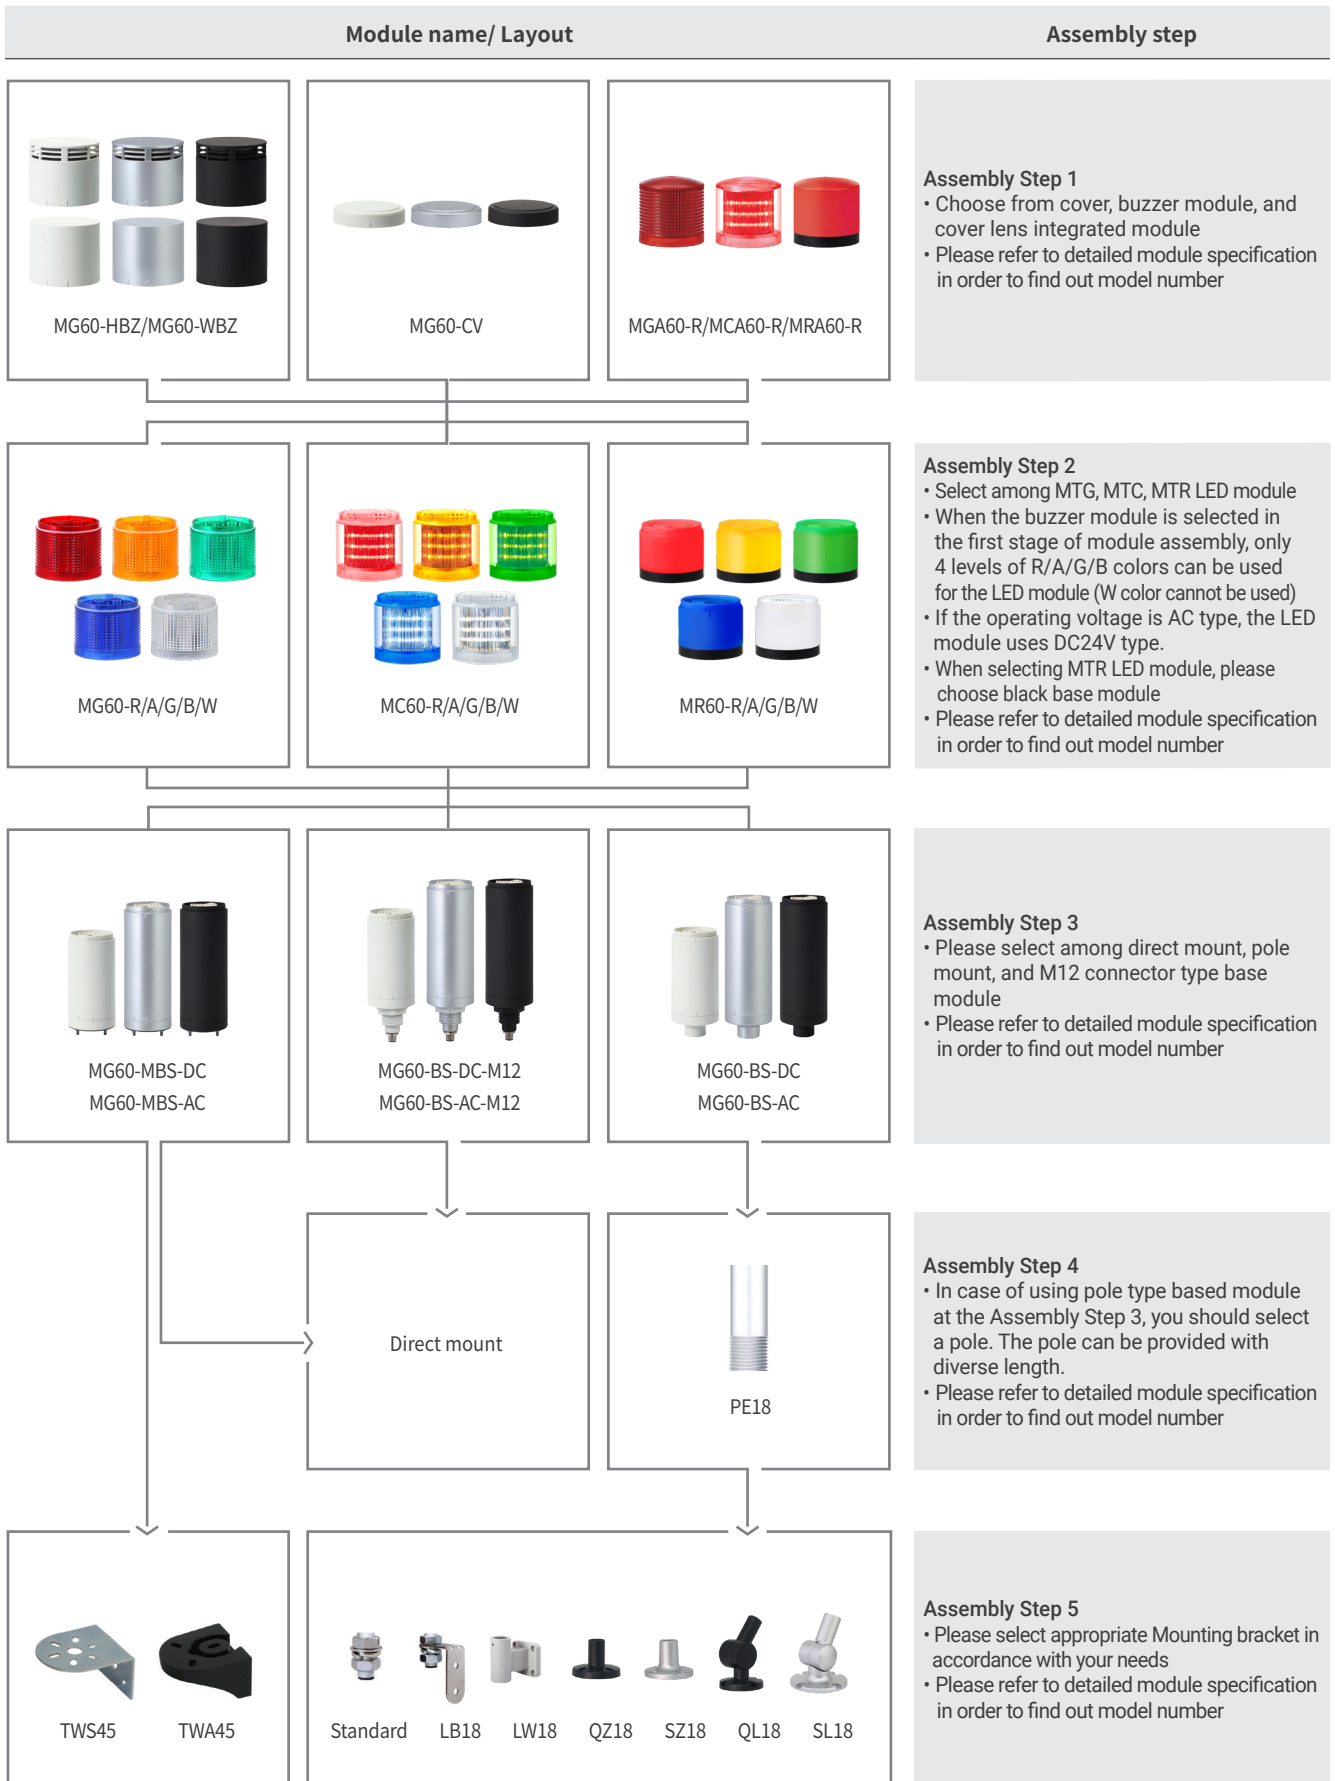 Module name/ Layout
Assembly step
MG60-HBZ/MG60-WBZ
MG60-CV
MGA60-R/MCA60-R/MRA60-R
Assembly Step 1
• Choose from cover, buzzer module, and
cover lens integrated module
• Please refer to detailed module specification
in order to find out model number
MG60-R/A/G/B/W
MC60-R/A/G/B/W
MR60-R/A/G/B/W
Assembly Step 2
• Select among MTG, MTC, MTR LED module
• When the buzzer module is selected in
the first stage of module assembly, only
4 levels of R/A/G/B colors can be used
for the LED module (W color cannot be used)
• If the operating voltage is AC type, the LED
module uses DC24V type.
• When selecting MTR LED module, please
choose black base module
• Please refer to detailed module specification
in order to find out model number
MG60-MBS-DC
MG60-MBS-AC
MG60-BS-DC-M12
MG60-BS-AC-M12
MG60-BS-DC
MG60-BS-AC
Assembly Step 3
• Please select among direct mount, pole
mount, and M12 connector type base
module
• Please refer to detailed module specification
in order to find out model number
Direct mount
PE18
Assembly Step 4
• In case of using pole type based module
at the Assembly Step 3, you should select
a pole. The pole can be provided with
diverse length.
• Please refer to detailed module specification
in order to find out model number
TWS45
TWA45
Standard
LB18
LW18
QZ18
SZ18
QL18
SL18
Assembly Step 5
• Please select appropriate Mounting bracket in
accordance with your needs
• Please refer to detailed module specification
in order to find out model number